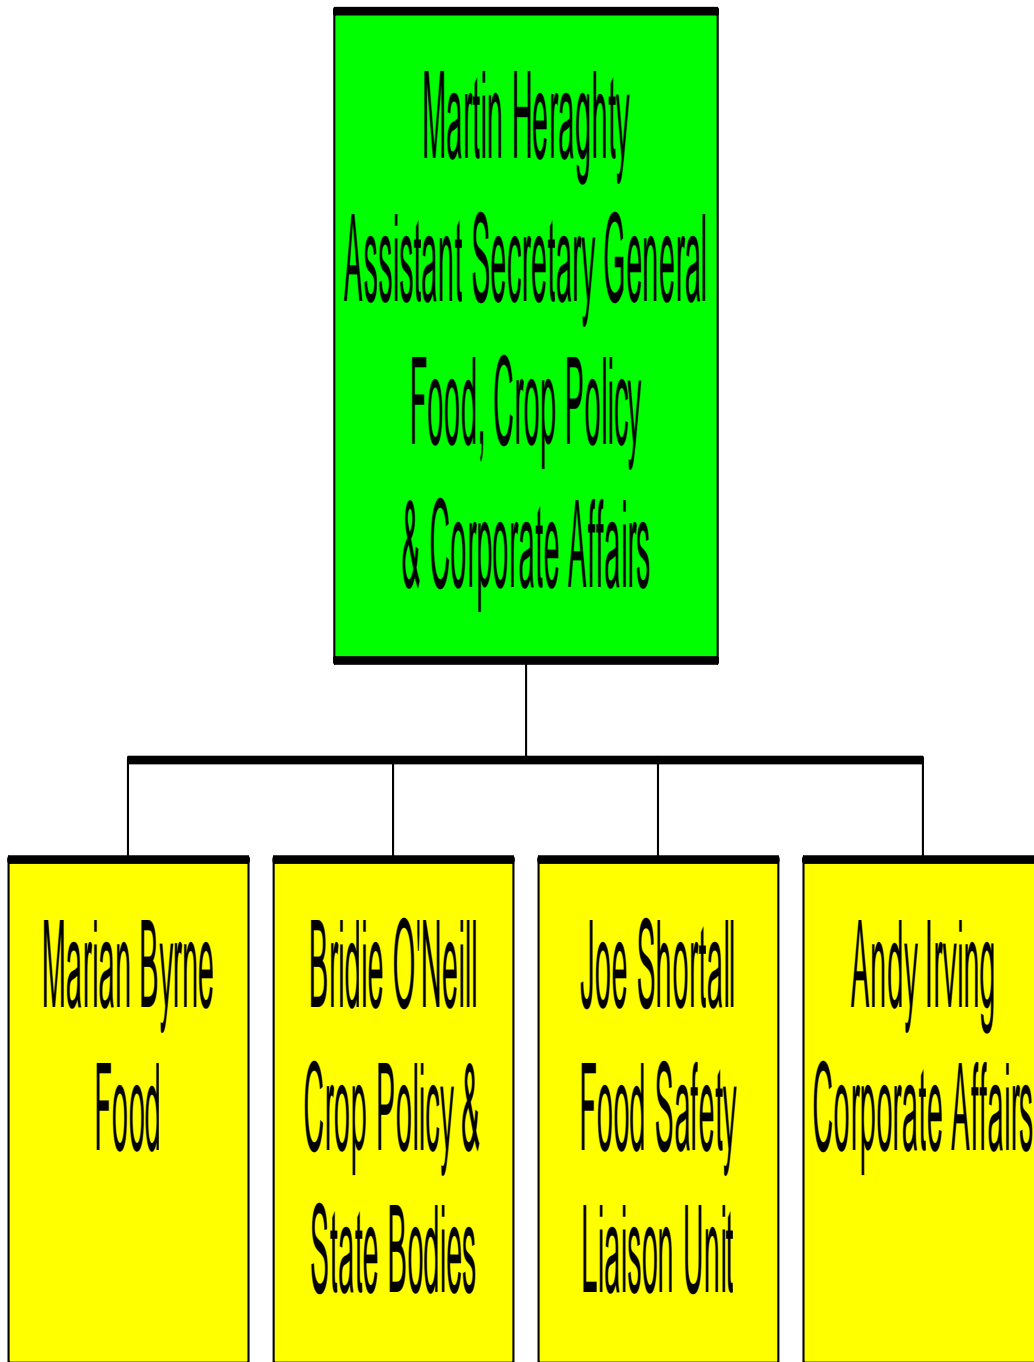 Martin Heraghty
Assistant Secretary General
Food, Crop Policy
& Corporate Affairs
Marian Byrne
Food
Bridie O'Neill
Crop Policy &
State Bodies
Joe Shortall
Food Safety
Liaison Unit
Andy Irving
Corporate Affairs